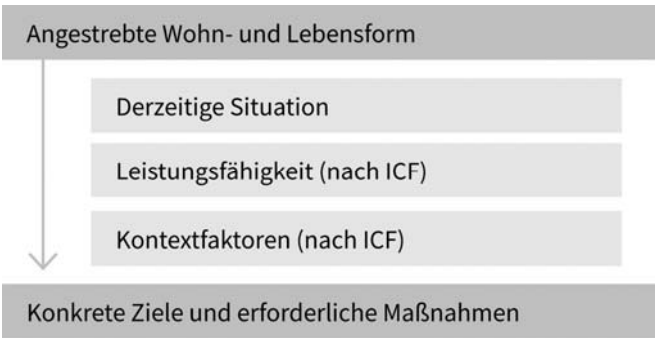 Angestrebte Wohn- und Lebensform
Derzeitige Situation
Leistungsfähigkeit (nach ICF)
Kontextfaktoren (nach ICF)
Konkrete Ziele und erforderliche Maßnahmen